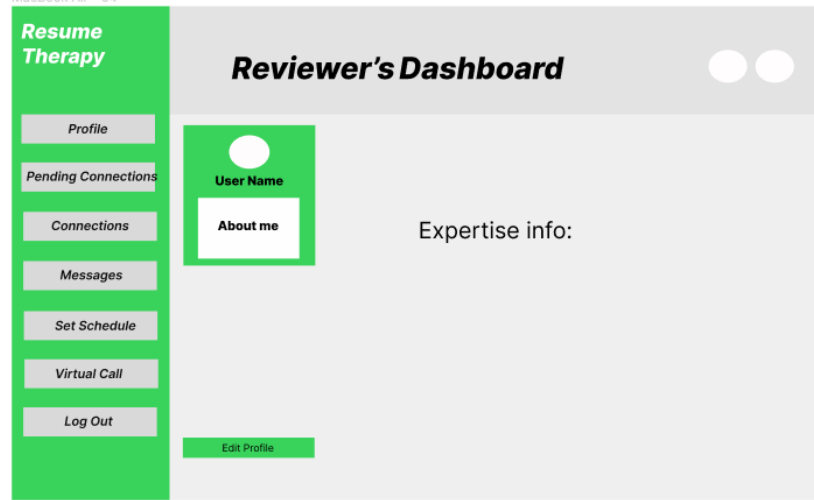 Resume
Therapy
Reviewer's Dashboard
Profile
Pending Connections
Connections
Messages
Set Schedule
Virtual Call
Log Out
User Name
About me
Expertise info:
Edit Profile